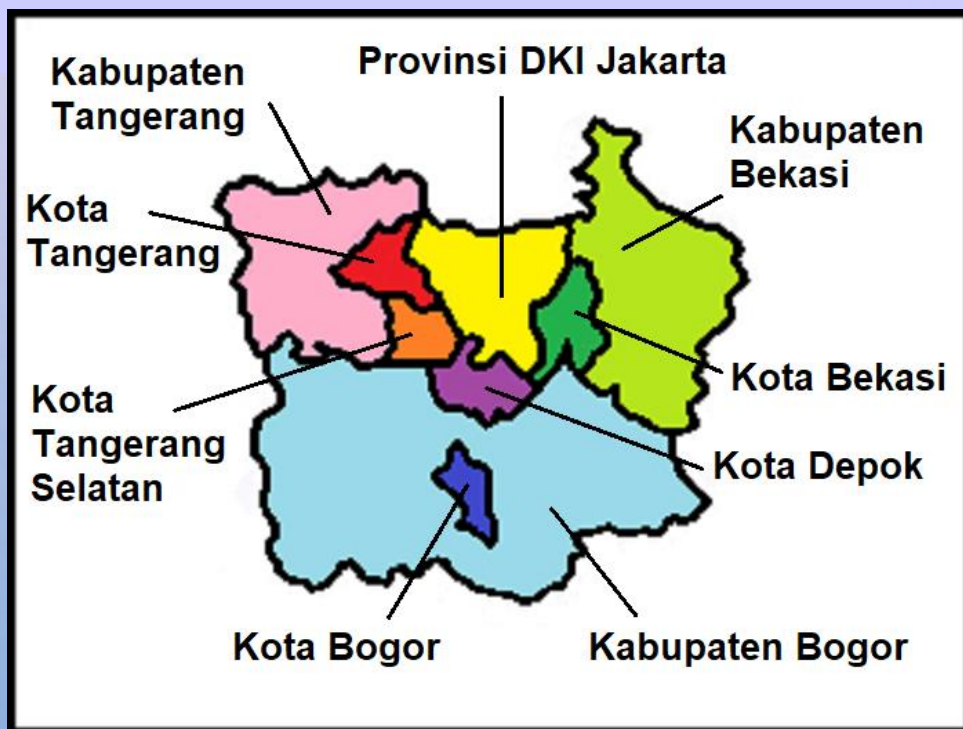 Kabupaten
Tangerang
Provinsi DKI Jakarta
Kabupaten
Bekasi
Kota
Tangerang
Kota Bekasi
Kota
Tangerang
Selatan
Kota Depok
Kota Bogor
Kabupaten Bogor